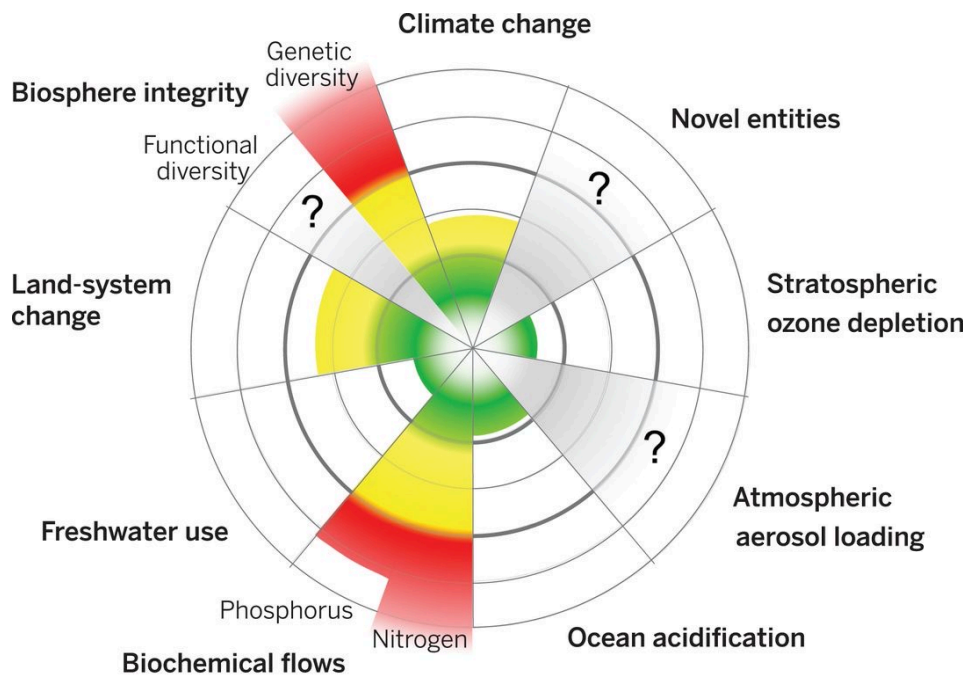 Climate change
Genetic
diversity
Biosphere integrity
Novel entities
Functional
diversity
?
?
Land-system
change
Stratospheric
ozone depletion
?
Atmospheric
aerosol loading
Freshwater use
Phosphorus
Nitrogen
Ocean acidification
Biochemical flows